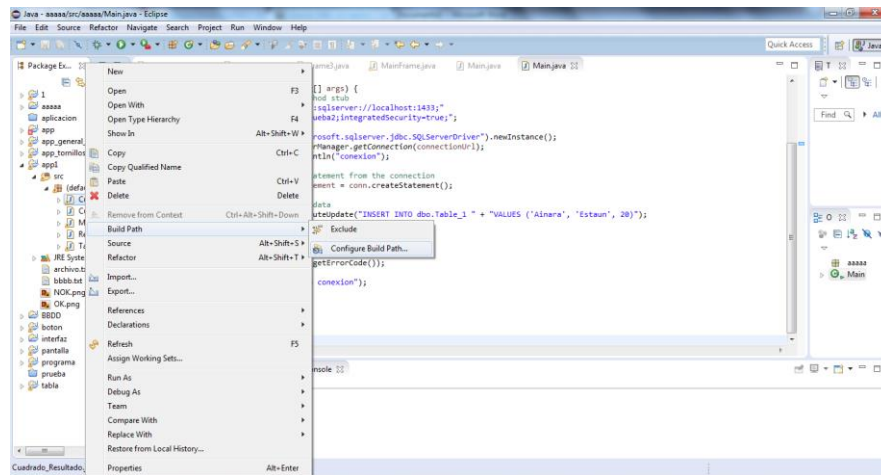 Java - aaaaa/src/aaaaa/Main.java - Eclipse
File Edit Source Refactor Navigate Search Project Run Window Help
Quick Access
Java
Package Ex...
rame3.java MainFrame.java Main.java Main.java
1
aaaaa
aplicacion
app
app_general_
app_tornillos
app1
src
(defau
C
M
Re
Ta
JRE Syste
archivo.t
bbbb.txt
NOK.png
OK.png
BBDD
boton
interfaz
pantalla
programa
prueba
tabla
New
Open F3
Open With
Open Type Hierarchy F4
Show In Alt+Shift+W
Copy Ctrl+C
Copy Qualified Name
Paste Ctrl+V
Delete Delete
Remove from Context Ctrl+Alt+Shift+Down
Build Path
Source Alt+Shift+S
Refactor Alt+Shift+T
Import...
Export...
References
Declarations
Refresh F5
Assign Working Sets...
Run As
Debug As
Team
Compare With
Replace With
Restore from Local History...
Properties Alt+Enter
Exclude
Configure Build Path...
[] args) {
hod stub
:sqlserver://localhost:1433;"
ueba2;integratedSecurity=true;";
rosoft.sqlserver.jdbc.SQLServerDriver").newInstance();
rManager.getConnection(connectionUrl);
ntln("conexion");
atement from the connection
ement = conn.createStatement();
data
uteUpdate("INSERT INTO dbo.Table_1 " + "VALUES ('Ainara', 'Estaun', 20)");
getErrorCode());
conexion");
onsole
Find All
aaaaa
Main
Cuadrado_Resultado.